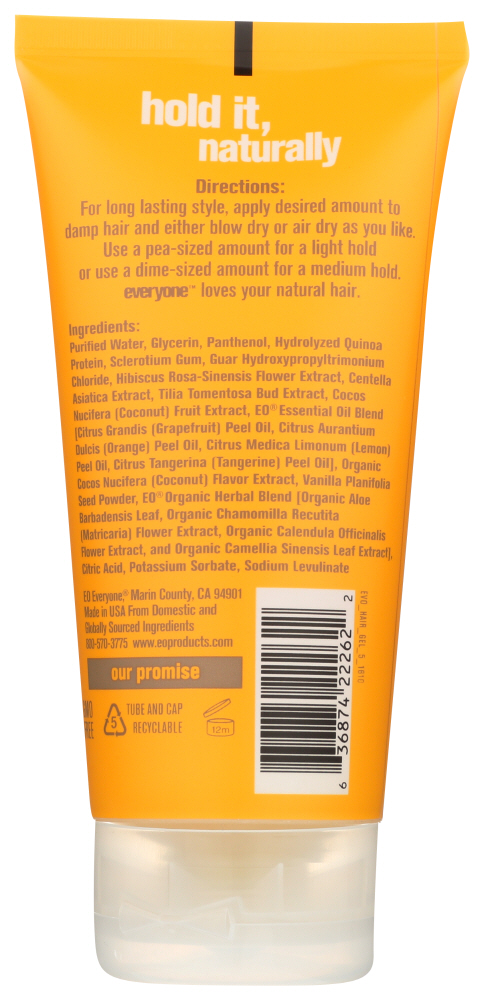 hold it,
naturally
Directions:
For long lasting style, apply desired amount to
damp hair and either blow dry or air dry as you like.
Use a pea-sized amount for a light hold
or use a dime-sized amount for a medium hold.
everyone™ loves your natural hair.
Ingredients:
Purified Water, Glycerin, Panthenol, Hydrolyzed Quinoa
Protein, Sclerotium Gum, Guar Hydroxypropyltrimonium
Chloride, Hibiscus Rosa-Sinensis Flower Extract, Centella
Asiatica Extract, Tilia Tomentosa Bud Extract, Cocos
Nucifera (Coconut) Fruit Extract, EO® Essential Oil Blend
[Citrus Grandis (Grapefruit) Peel Oil, Citrus Aurantium
Dulcis (Orange) Peel Oil, Citrus Medica Limonum (Lemon)
Peel Oil, Citrus Tangerina (Tangerine) Peel Oil], Organic
Cocos Nucifera (Coconut) Flavor Extract, Vanilla Planifolia
Seed Powder, EO® Organic Herbal Blend [Organic Aloe
Barbadensis Leaf, Organic Chamomilla Recutita
(Matricaria) Flower Extract, Organic Calendula Officinalis
Flower Extract, and Organic Camellia Sinensis Leaf Extract],
Citric Acid, Potassium Sorbate, Sodium Levulinate
EO Everyone,® Marin County, CA 94901
Made in USA From Domestic and
Globally Sourced Ingredients
800-570-3775 www.eoproducts.com
our promise
5
TUBE AND CAP
RECYCLABLE
12m
6 36874 22262 2
EVO_HAIR_GEL_5_1810